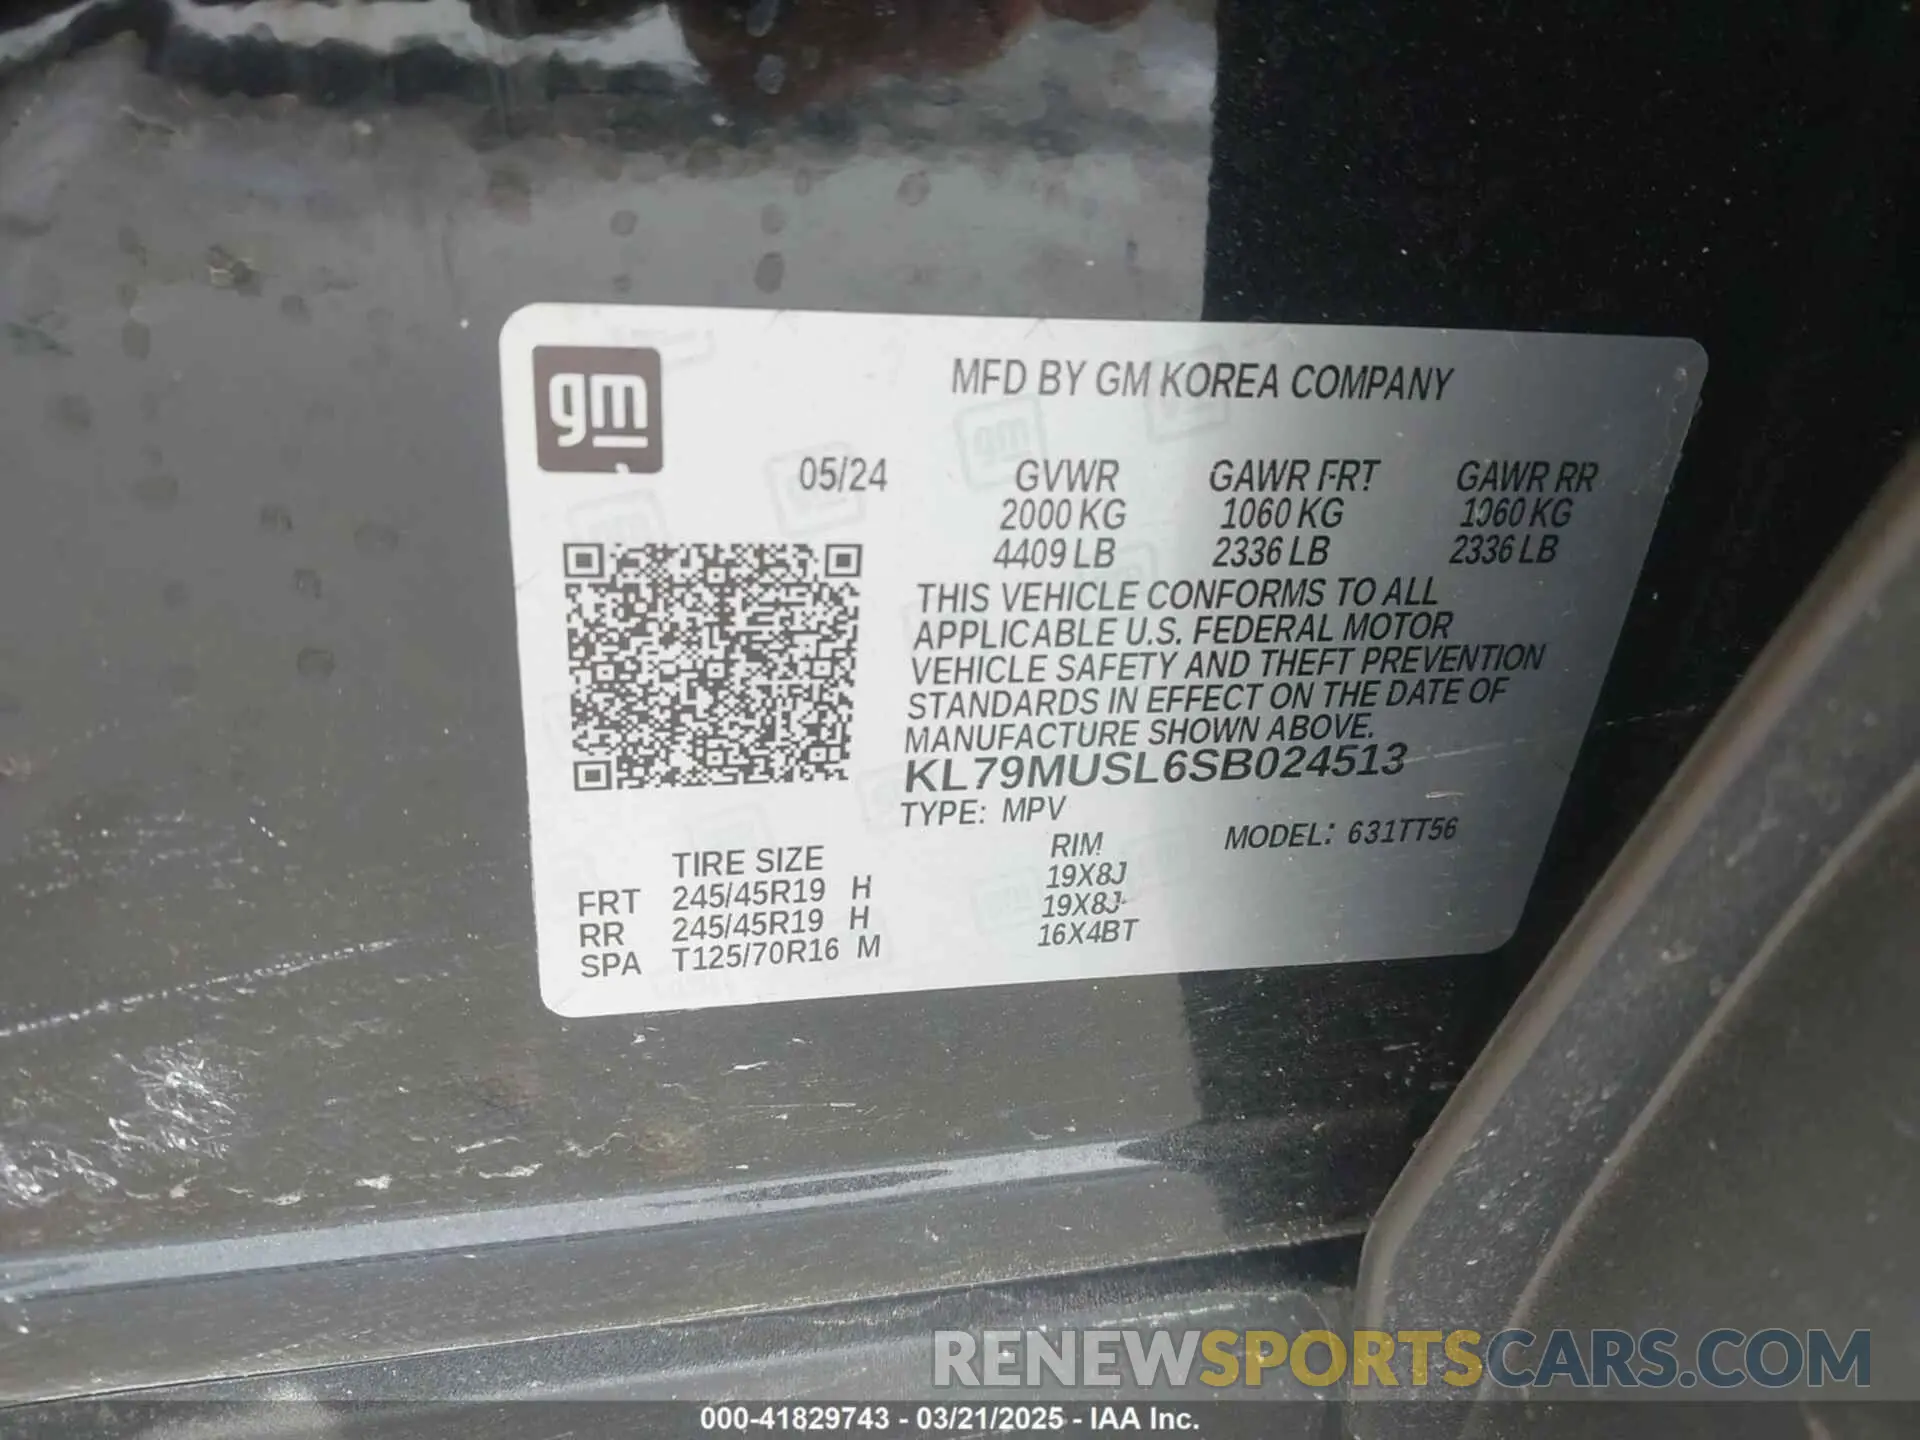 gm
MFD BY GM KOREA COMPANY
05/24 GVWR GAWR FRT GAWR RR
2000 KG 1060 KG 1060 KG
4409 LB 2336 LB 2336 LB
THIS VEHICLE CONFORMS TO ALL
APPLICABLE U.S. FEDERAL MOTOR
VEHICLE SAFETY AND THEFT PREVENTION
STANDARDS IN EFFECT ON THE DATE OF
MANUFACTURE SHOWN ABOVE.
KL79MUSL6SB024513
TYPE: MPV
MODEL: 631TT56
TIRE SIZE RIM
FRT 245/45R19 H 19X8J
RR 245/45R19 H 19X8J
SPA T125/70R16 M 16X4BT
RENEWSPORTSCARS.COM
000-41829743 - 03/21/2025 - IAA Inc.